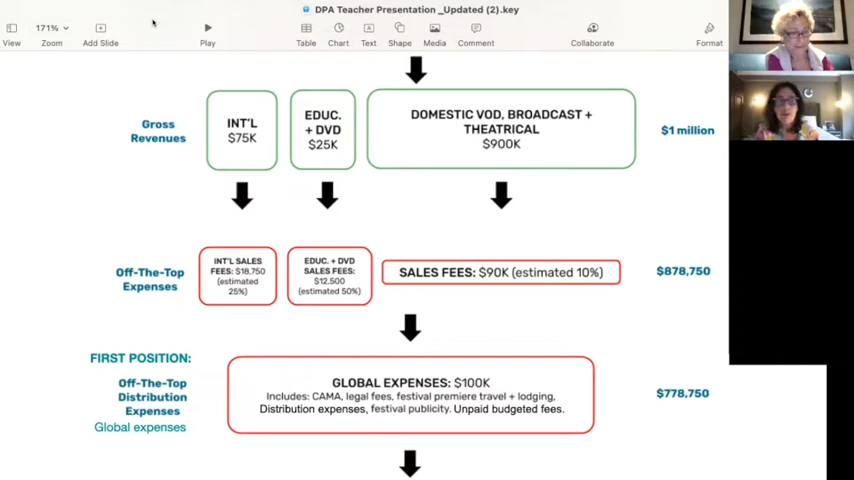 DPA Teacher Presentation _Updated (2).key
171%
View
Zoom
Add Slide
Play
Table
Chart
Text
Shape
Media
Comment
Collaborate
Format
Gross
Revenues
INT'L
$75K
EDUC.
+ DVD
$25K
DOMESTIC VOD, BROADCAST +
THEATRICAL
$900K
$1 million
Off-The-Top
Expenses
INT'L SALES
FEES: $18,750
(estimated
25%)
EDUC. + DVD
SALES FEES:
$12,500
(estimated 50%)
SALES FEES: $90K (estimated 10%)
$878,750
FIRST POSITION:
Off-The-Top
Distribution
Expenses
Global expenses
GLOBAL EXPENSES: $100K
Includes: CAMA, legal fees, festival premiere travel + lodging,
Distribution expenses, festival publicity. Unpaid budgeted fees.
$778,750